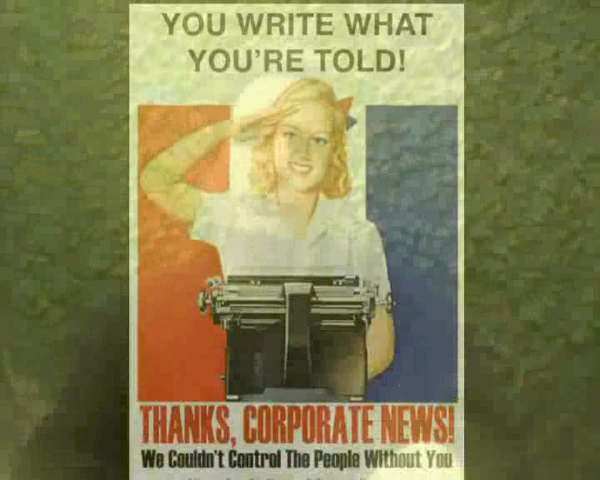 YOU WRITE WHAT
YOU'RE TOLD!
THANKS, CORPORATE NEWS!
We Couldn't Control The People Without You